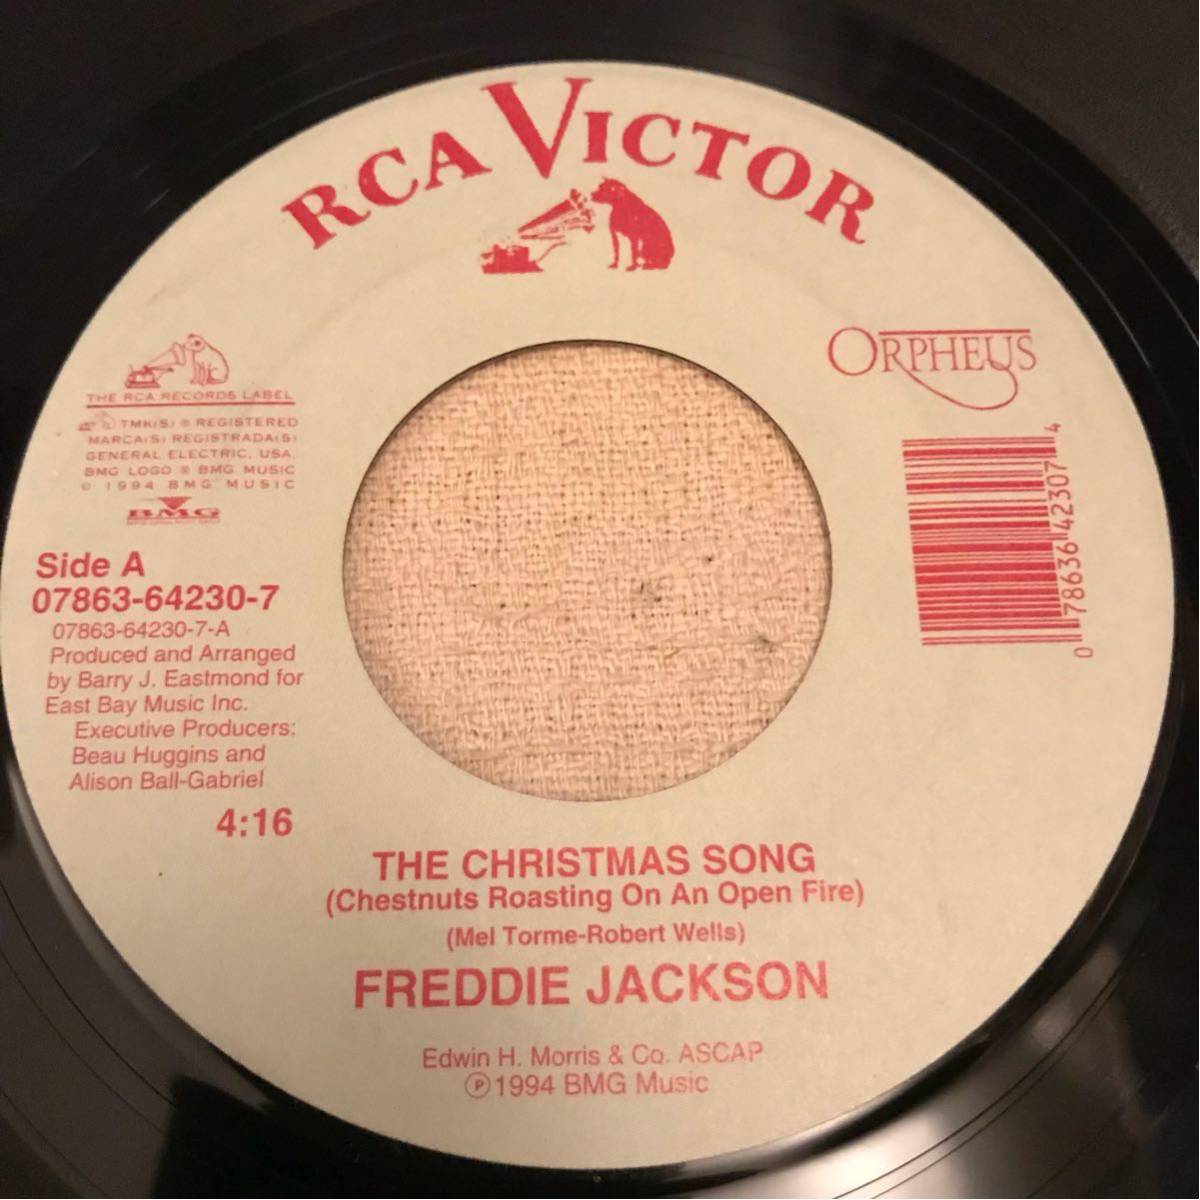 RCA VICTOR
ORPHEUS
THE RCA RECORDS LABEL
TMK(S) ® REGISTERED
MARCA(S) REGISTRADA(S)
GENERAL ELECTRIC, USA.
BMG LOGO ® BMG MUSIC
© 1994 BMG MUSIC
BMG
Side A
07863-64230-7
07863-64230-7-A
Produced and Arranged
by Barry J. Eastmond for
East Bay Music Inc.
Executive Producers:
Beau Huggins and
Alison Ball-Gabriel
4:16
0 78636 42307 4
THE CHRISTMAS SONG
(Chestnuts Roasting On An Open Fire)
(Mel Torme-Robert Wells)
FREDDIE JACKSON
Edwin H. Morris & Co. ASCAP
℗1994 BMG Music